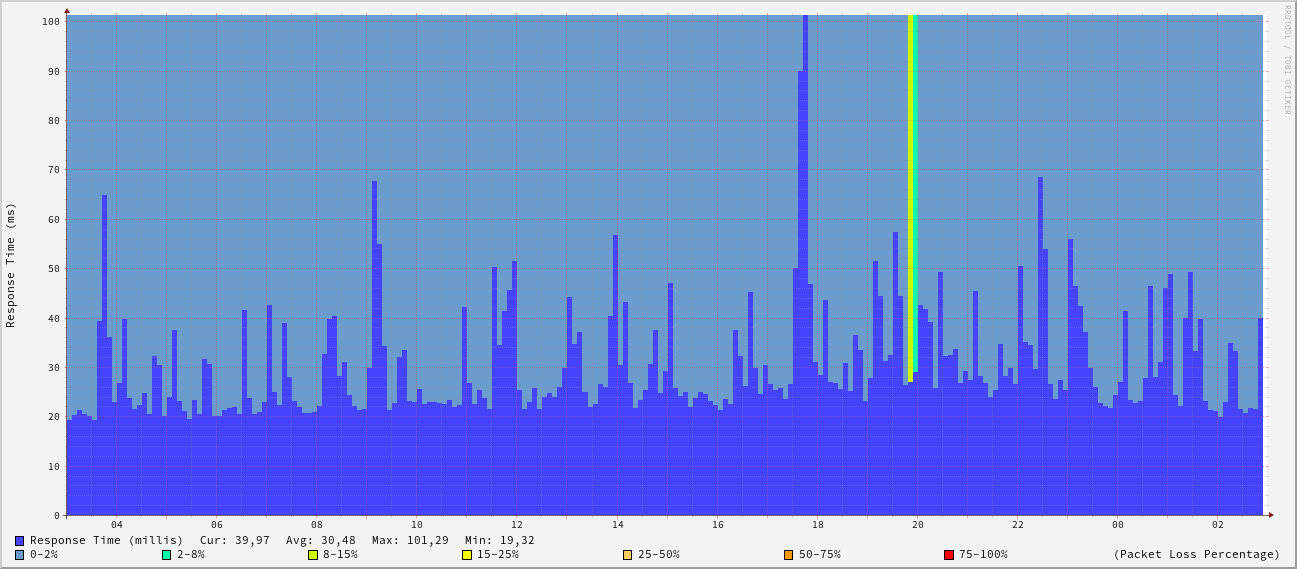 RRDTOOL / TOBI OETIKER
Response Time (ms)
100
90
80
70
60
50
40
30
20
10
0
04 06 08 10 12 14 16 18 20 22 00 02
Response Time (millis) Cur: 39,97 Avg: 30,48 Max: 101,29 Min: 19,32
0-2% 2-8% 8-15% 15-25% 25-50% 50-75% 75-100% (Packet Loss Percentage)